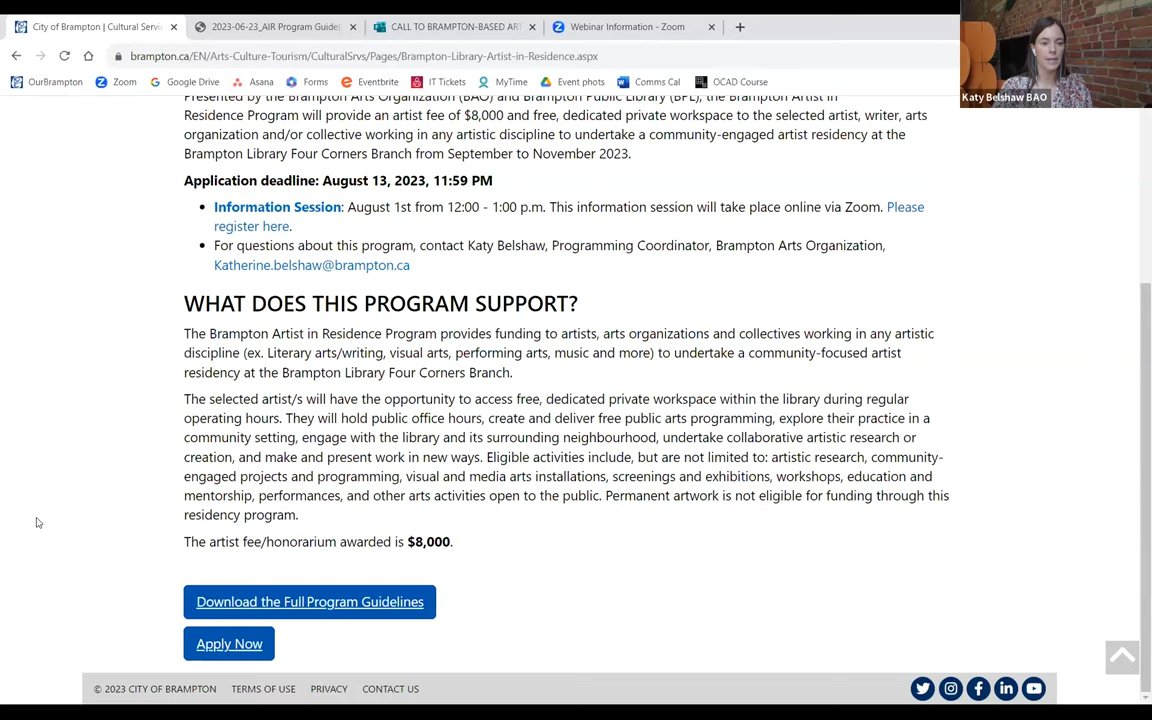 City of Brampton | Cultural Servi
2023-06-23_AIR Program Guidel
CALL TO BRAMPTON-BASED ART
Webinar Information - Zoom
brampton.ca/EN/Arts-Culture-Tourism/CulturalSrvs/Pages/Brampton-Library-Artist-in-Residence.aspx
OurBrampton Zoom Google Drive Asana Forms Eventbrite IT Tickets MyTime Event phots Comms Cal OCAD Course
Katy Belshaw BAO
Presented by the Brampton Arts Organization (BAO) and Brampton Public Library (BPL), the Brampton Artist in
Residence Program will provide an artist fee of $8,000 and free, dedicated private workspace to the selected artist, writer, arts
organization and/or collective working in any artistic discipline to undertake a community-engaged artist residency at the
Brampton Library Four Corners Branch from September to November 2023.
Application deadline: August 13, 2023, 11:59 PM
• Information Session: August 1st from 12:00 - 1:00 p.m. This information session will take place online via Zoom. Please
register here.
• For questions about this program, contact Katy Belshaw, Programming Coordinator, Brampton Arts Organization,
Katherine.belshaw@brampton.ca
WHAT DOES THIS PROGRAM SUPPORT?
The Brampton Artist in Residence Program provides funding to artists, arts organizations and collectives working in any artistic
discipline (ex. Literary arts/writing, visual arts, performing arts, music and more) to undertake a community-focused artist
residency at the Brampton Library Four Corners Branch.
The selected artist/s will have the opportunity to access free, dedicated private workspace within the library during regular
operating hours. They will hold public office hours, create and deliver free public arts programming, explore their practice in a
community setting, engage with the library and its surrounding neighbourhood, undertake collaborative artistic research or
creation, and make and present work in new ways. Eligible activities include, but are not limited to: artistic research, community-
engaged projects and programming, visual and media arts installations, screenings and exhibitions, workshops, education and
mentorship, performances, and other arts activities open to the public. Permanent artwork is not eligible for funding through this
residency program.
The artist fee/honorarium awarded is $8,000.
Download the Full Program Guidelines
Apply Now
© 2023 CITY OF BRAMPTON TERMS OF USE PRIVACY CONTACT US